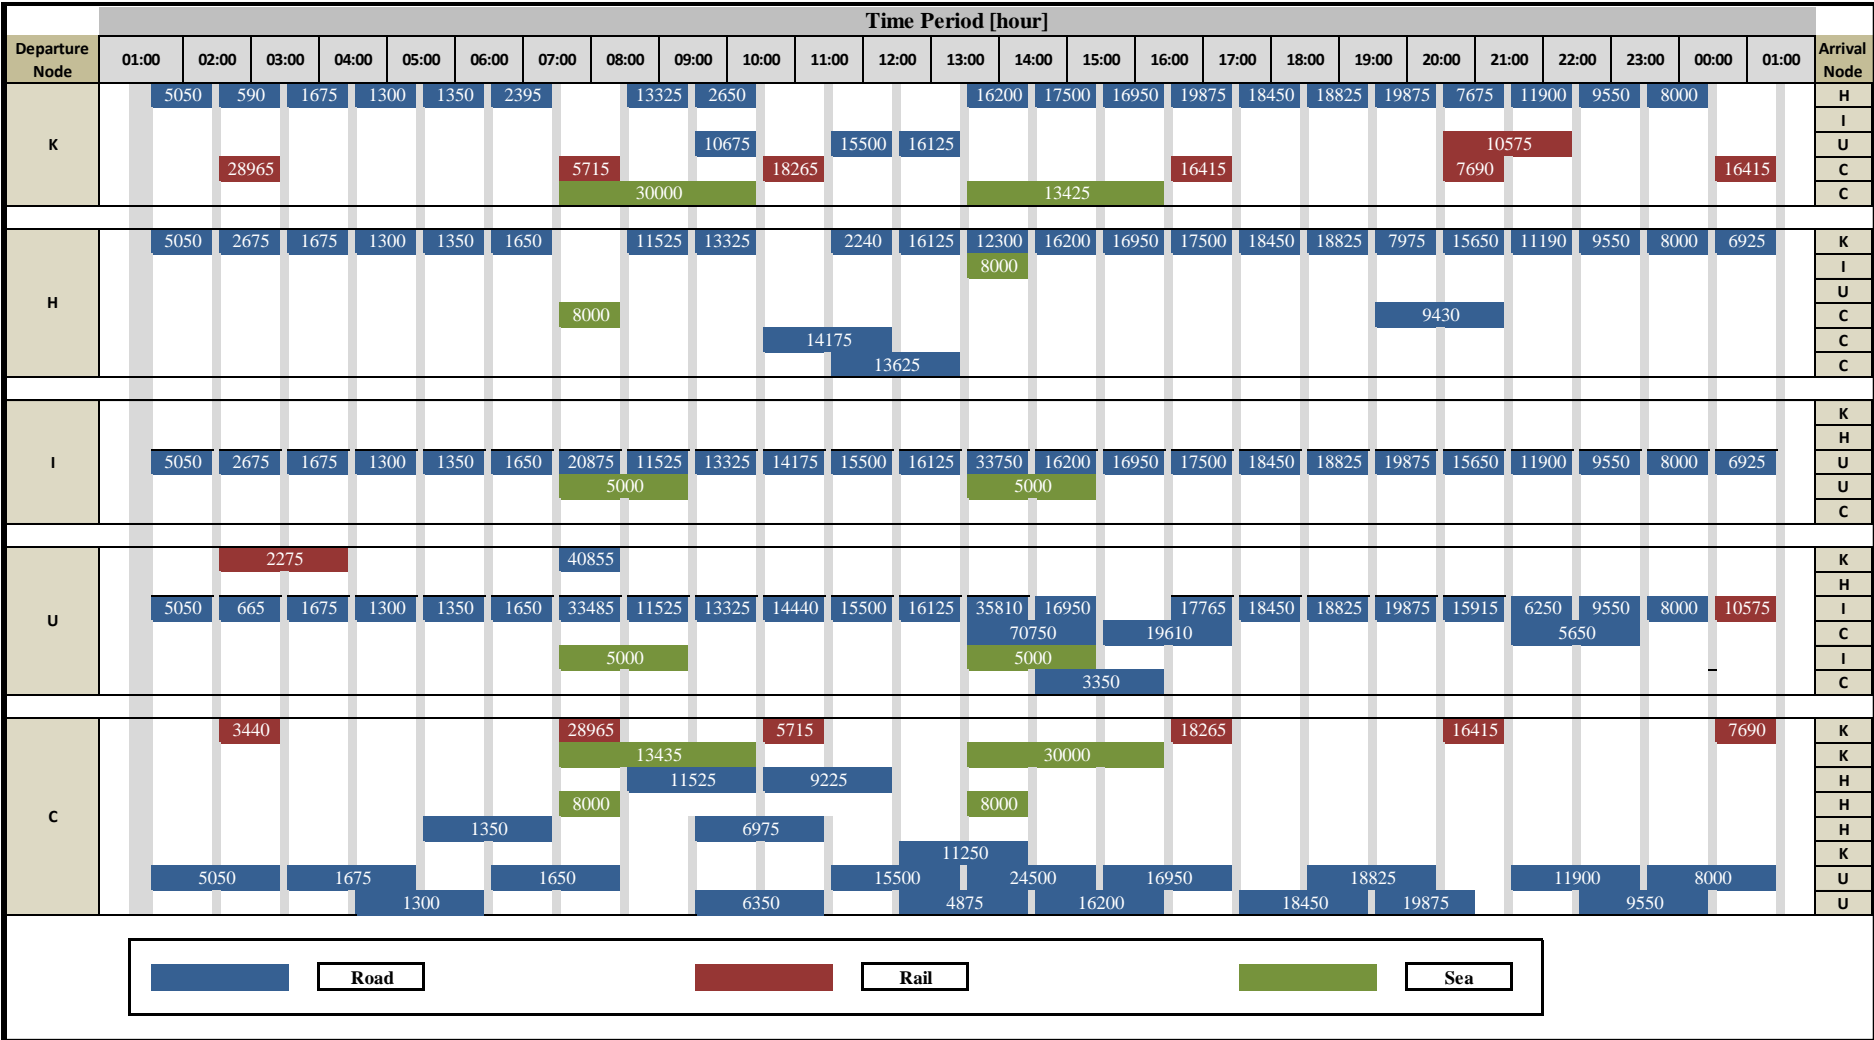 Time Period [hour]
Departure Node 01:00 02:00 03:00 04:00 05:00 06:00 07:00 08:00 09:00 10:00 11:00 12:00 13:00 14:00 15:00 16:00 17:00 18:00 19:00 20:00 21:00 22:00 23:00 00:00 01:00 Arrival Node
5050 590 1675 1300 1350 2395 13325 2650 16200 17500 16950 19875 18450 18825 19875 7675 11900 9550 8000 H
I
K 10675 15500 16125 10575 U
28965 5715 18265 16415 7690 16415 C
30000 13425 C
5050 2675 1675 1300 1350 1650 11525 13325 2240 16125 12300 16200 16950 17500 18450 18825 7975 15650 11190 9550 8000 6925 K
8000 I
H U
8000 9430 C
14175 C
13625 C
K
H
I 5050 2675 1675 1300 1350 1650 20875 11525 13325 14175 15500 16125 33750 16200 16950 17500 18450 18825 19875 15650 11900 9550 8000 6925 U
5000 5000 U
C
2275 40855 K
H
U 5050 665 1675 1300 1350 1650 33485 11525 13325 14440 15500 16125 35810 16950 17765 18450 18825 19875 15915 6250 9550 8000 10575 I
70750 19610 5650 C
5000 5000 I
3350 C
3440 28965 5715 18265 16415 7690 K
13435 30000 K
11525 9225 H
C 8000 8000 H
1350 6975 H
11250 K
5050 1675 1650 15500 24500 16950 18825 11900 8000 U
1300 6350 4875 16200 18450 19875 9550 U
Road Rail Sea